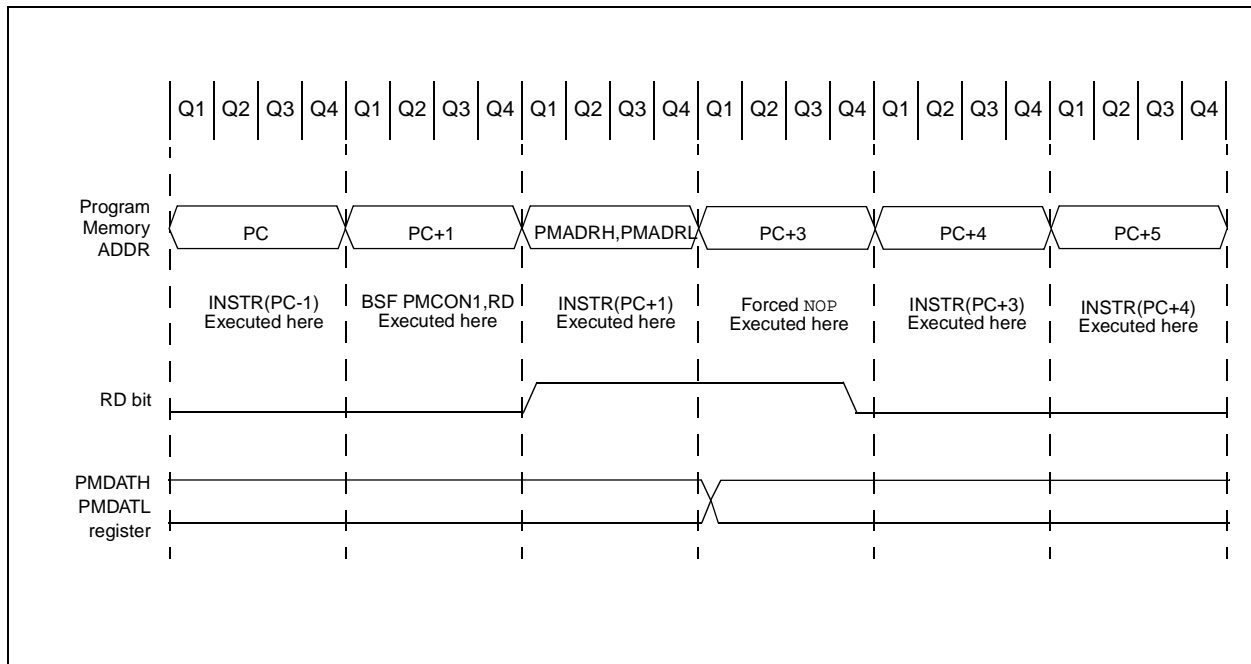 Q1 Q2 Q3 Q4 Q1 Q2 Q3 Q4 Q1 Q2 Q3 Q4 Q1 Q2 Q3 Q4 Q1 Q2 Q3 Q4 Q1 Q2 Q3 Q4
Program
Memory
ADDR
PC
PC+1
PMADRH,PMADRL
PC+3
PC+4
PC+5
INSTR(PC-1)
Executed here
BSF PMCON1,RD
Executed here
INSTR(PC+1)
Executed here
Forced NOP
Executed here
INSTR(PC+3)
Executed here
INSTR(PC+4)
Executed here
RD bit
PMDATH
PMDATL
register